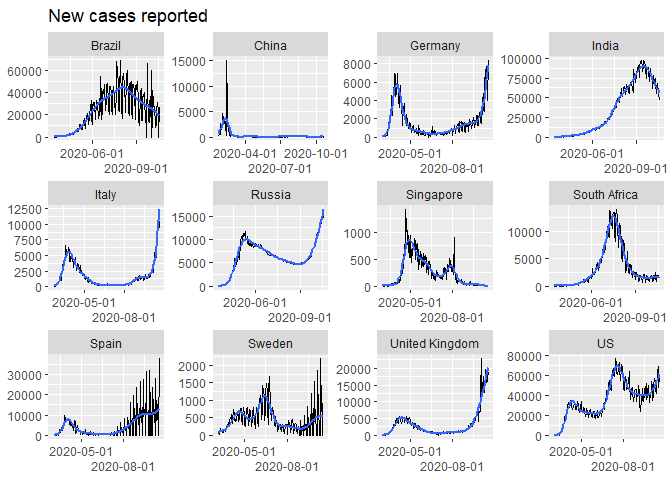 New cases reported
Brazil China Germany India
60000 15000 8000 100000
40000 10000 6000 75000
20000 5000 4000 50000
0 0 2000 25000
0 0
2020-06-01 2020-04-01 2020-10-01 2020-05-01 2020-06-01
2020-09-01 2020-07-01 2020-08-01 2020-09-01
Italy Russia Singapore South Africa
12500 15000 1000 10000
10000 10000 500 5000
7500 5000 0 0
5000 0
2500
0
2020-05-01 2020-06-01 2020-05-01 2020-06-01
2020-08-01 2020-09-01 2020-08-01 2020-09-01
Spain Sweden United Kingdom US
30000 2000 20000 80000
20000 1500 15000 60000
10000 1000 10000 40000
0 500 5000 20000
0 0 0
2020-05-01 2020-05-01 2020-05-01 2020-05-01
2020-08-01 2020-08-01 2020-08-01 2020-08-01